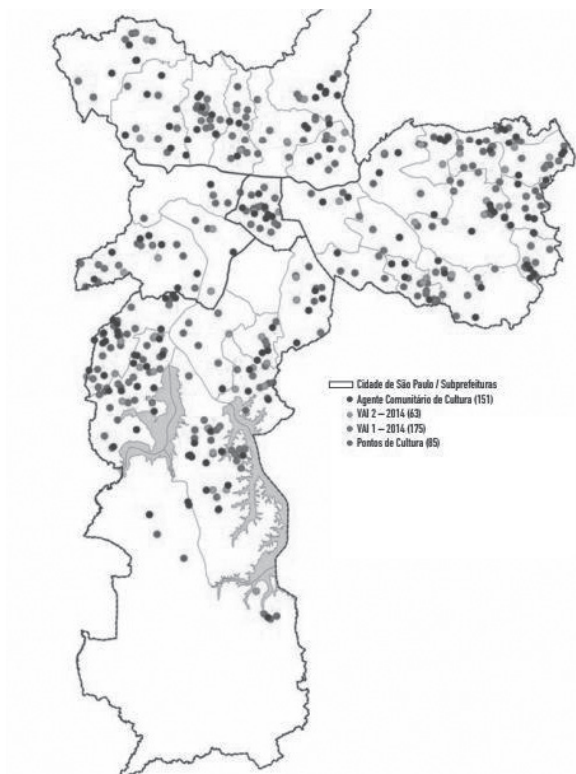 Cidade de São Paulo / Subprefeituras
Agente Comunitário de Cultura (151)
VAI 2 – 2014 (63)
VAI 1 – 2014 (175)
Pontos de Cultura (85)